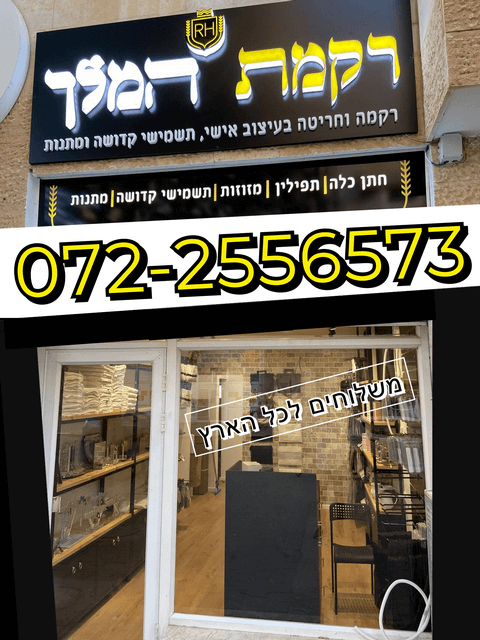 RH
רקמת המלך
רקמה וחריטה בעיצוב אישי, תשמישי קדושה ומתנות
חתן כלה | תפילין | מזוזות | תשמישי קדושה | מתנות
072-2556573
משלוחים לכל הארץ